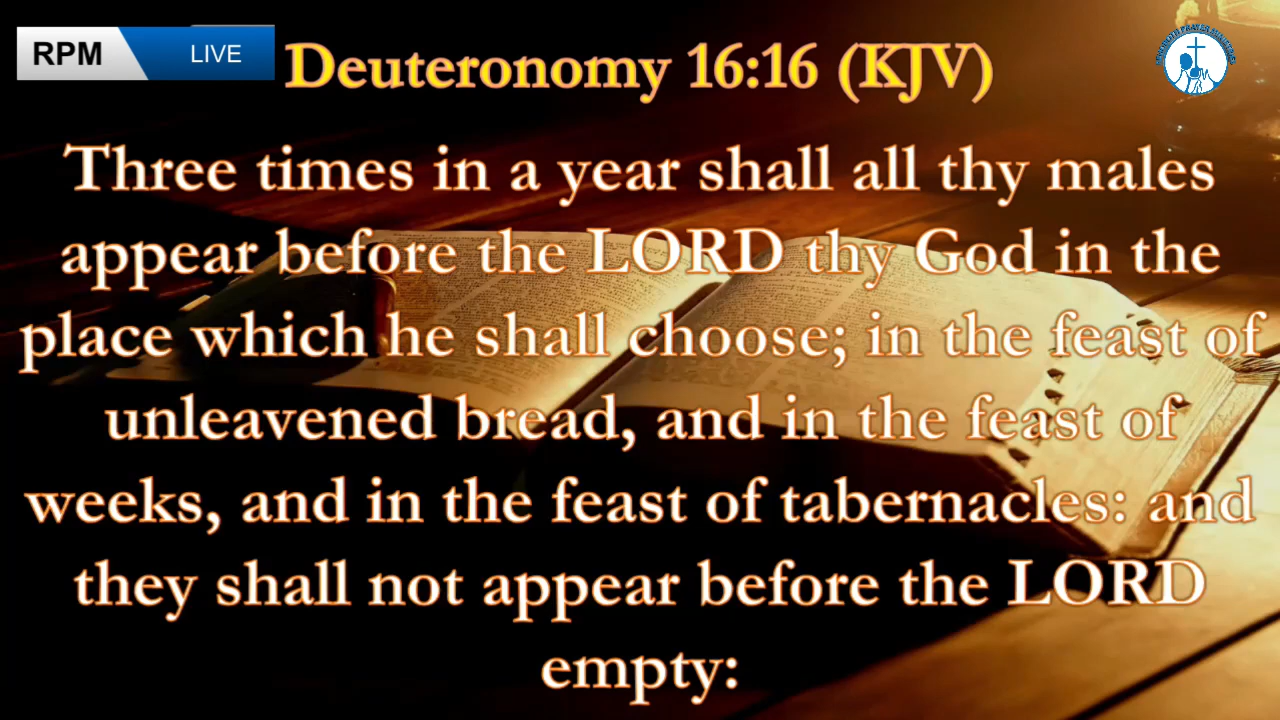 RPM LIVE
Deuteronomy 16:16 (KJV)
Three times in a year shall all thy males
appear before the LORD thy God in the
place which he shall choose; in the feast of
unleavened bread, and in the feast of
weeks, and in the feast of tabernacles: and
they shall not appear before the LORD
empty: